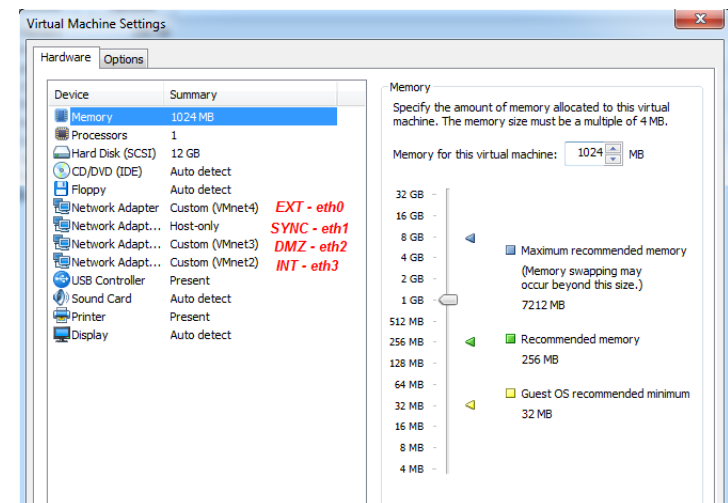 Virtual Machine Settings
x
Hardware Options
Device Summary
Memory 1024 MB
Processors 1
Hard Disk (SCSI) 12 GB
CD/DVD (IDE) Auto detect
Floppy Auto detect
Network Adapter Custom (VMnet4) EXT - eth0
Network Adapt... Host-only SYNC - eth1
Network Adapt... Custom (VMnet3) DMZ - eth2
Network Adapt... Custom (VMnet2) INT - eth3
USB Controller Present
Sound Card Auto detect
Printer Present
Display Auto detect
Memory
Specify the amount of memory allocated to this virtual
machine. The memory size must be a multiple of 4 MB.
Memory for this virtual machine: 1024 MB
32 GB
16 GB
8 GB
4 GB
2 GB
1 GB
512 MB
256 MB
128 MB
64 MB
32 MB
16 MB
8 MB
4 MB
Maximum recommended memory
(Memory swapping may
occur beyond this size.)
7212 MB
Recommended memory
256 MB
Guest OS recommended minimum
32 MB